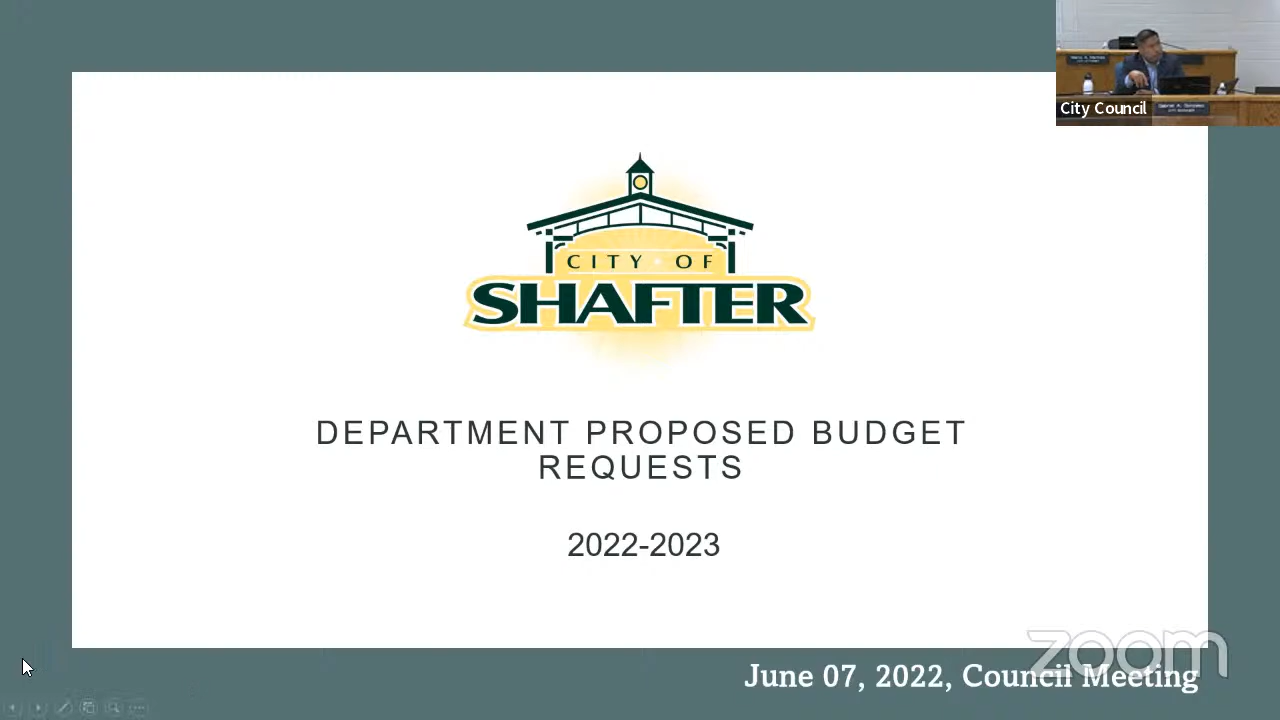 City Council
CITY OF
SHAFTER
DEPARTMENT PROPOSED BUDGET
REQUESTS
2022-2023
zoom
June 07, 2022, Council Meeting